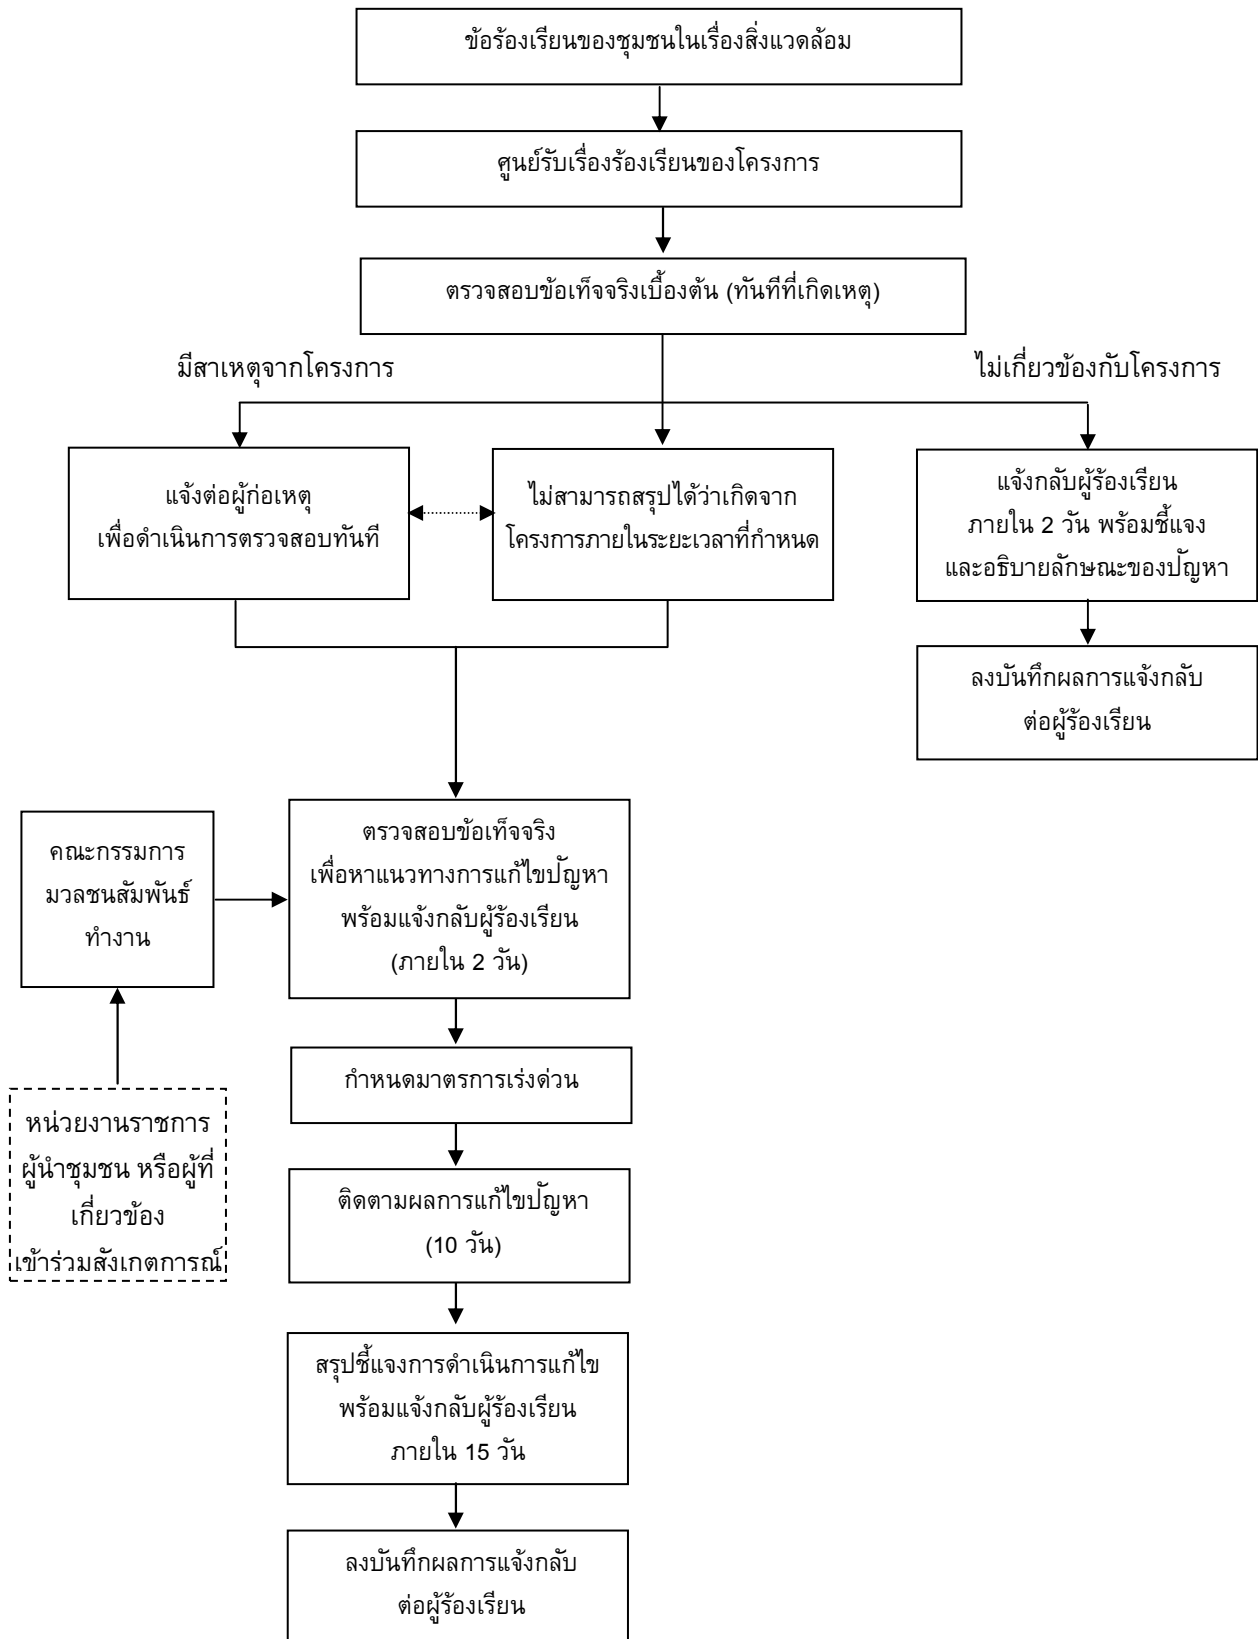 ข้อร้องเรียนของชุมชนในเรื่องสิ่งแวดล้อม
ศูนย์รับเรื่องร้องเรียนของโครงการ
ตรวจสอบข้อเท็จจริงเบื้องต้น (ทันทีที่เกิดเหตุ)
มีสาเหตุจากโครงการ
ไม่เกี่ยวข้องกับโครงการ
แจ้งต่อผู้ก่อเหตุ
เพื่อดำเนินการตรวจสอบทันที
ไม่สามารถสรุปได้ว่าเกิดจาก
โครงการภายในระยะเวลาที่กำหนด
แจ้งกลับผู้ร้องเรียน
ภายใน 2 วัน พร้อมชี้แจง
และอธิบายลักษณะของปัญหา
ลงบันทึกผลการแจ้งกลับ
ต่อผู้ร้องเรียน
คณะกรรมการ
มวลชนสัมพันธ์
ทำงาน
ตรวจสอบข้อเท็จจริง
เพื่อหาแนวทางการแก้ไขปัญหา
พร้อมแจ้งกลับผู้ร้องเรียน
(ภายใน 2 วัน)
หน่วยงานราชการ
ผู้นำชุมชน หรือผู้ที่
เกี่ยวข้อง
เข้าร่วมสังเกตการณ์
กำหนดมาตรการเร่งด่วน
ติดตามผลการแก้ไขปัญหา
(10 วัน)
สรุปชี้แจงการดำเนินการแก้ไข
พร้อมแจ้งกลับผู้ร้องเรียน
ภายใน 15 วัน
ลงบันทึกผลการแจ้งกลับ
ต่อผู้ร้องเรียน